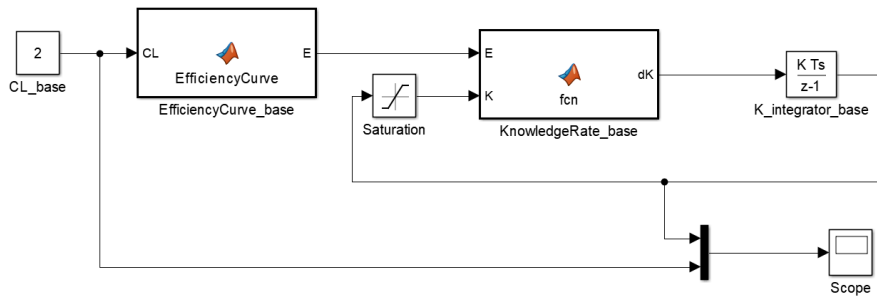 2
CL_base
CL
E
EfficiencyCurve
EfficiencyCurve_base
Saturation
E
K
dK
fcn
KnowledgeRate_base
K Ts
z-1
K_integrator_base
Scope